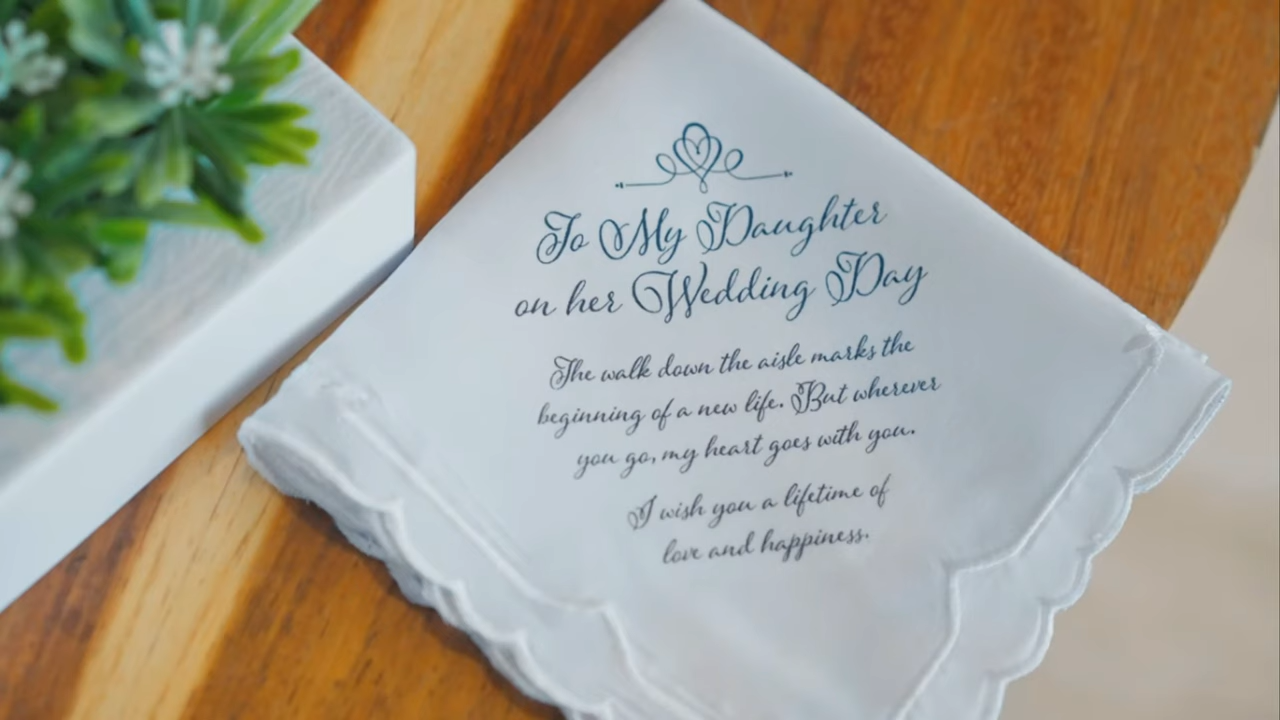 To My Daughter
on her Wedding Day
The walk down the aisle marks the
beginning of a new life. But wherever
you go, my heart goes with you.
I wish you a lifetime of
love and happiness.